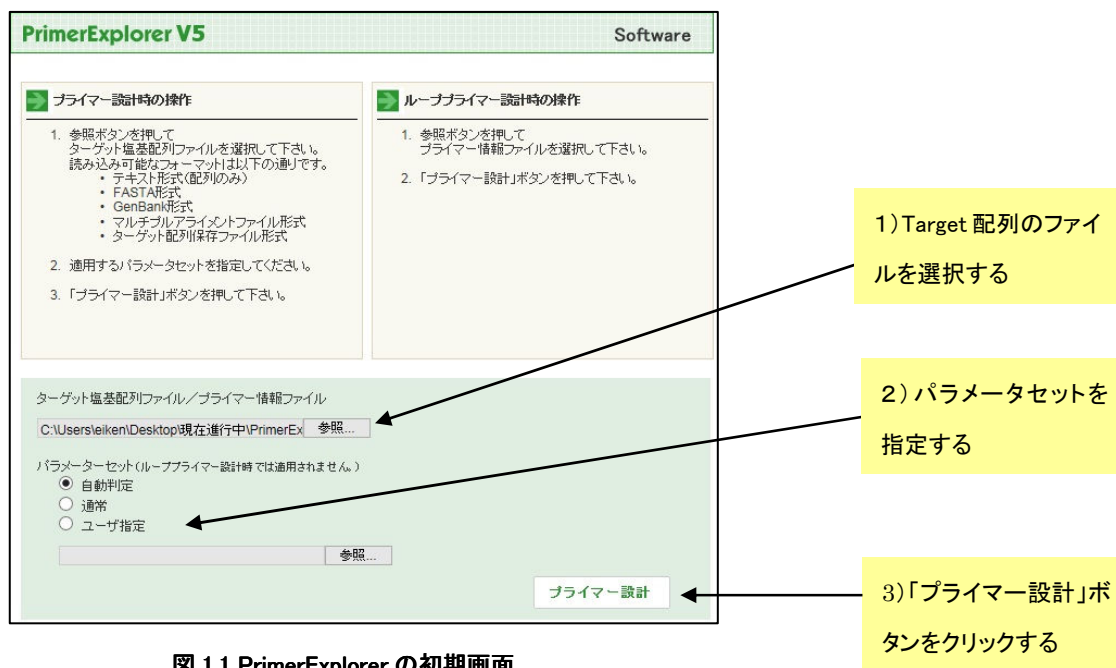 PrimerExplorer V5
Software
プライマー設計時の操作
1. 参照ボタンを押して
ターゲット塩基配列ファイルを選択して下さい。
読み込み可能なフォーマットは以下の通りです。
• テキスト形式(配列のみ)
• FASTA形式
• GenBank形式
• マルチプルアライメントファイル形式
• ターゲット配列保存ファイル形式
2. 適用するパラメータセットを指定してください。
3. 「プライマー設計」ボタンを押して下さい。
ループプライマー設計時の操作
1. 参照ボタンを押して
プライマー情報ファイルを選択して下さい。
2. 「プライマー設計」ボタンを押して下さい。
ターゲット塩基配列ファイル／プライマー情報ファイル
C:\Users\eiken\Desktop\現在進行中\PrimerEx 参照...
パラメーターセット(ループプライマー設計時では適用されません。)
自動判定
通常
ユーザ指定
参照...
プライマー設計
1)Target 配列のファイ
ルを選択する
2) パラメータセットを
指定する
3)「プライマー設計」ボ
タンをクリックする
図 1.1 PrimerExplorer の初期画面